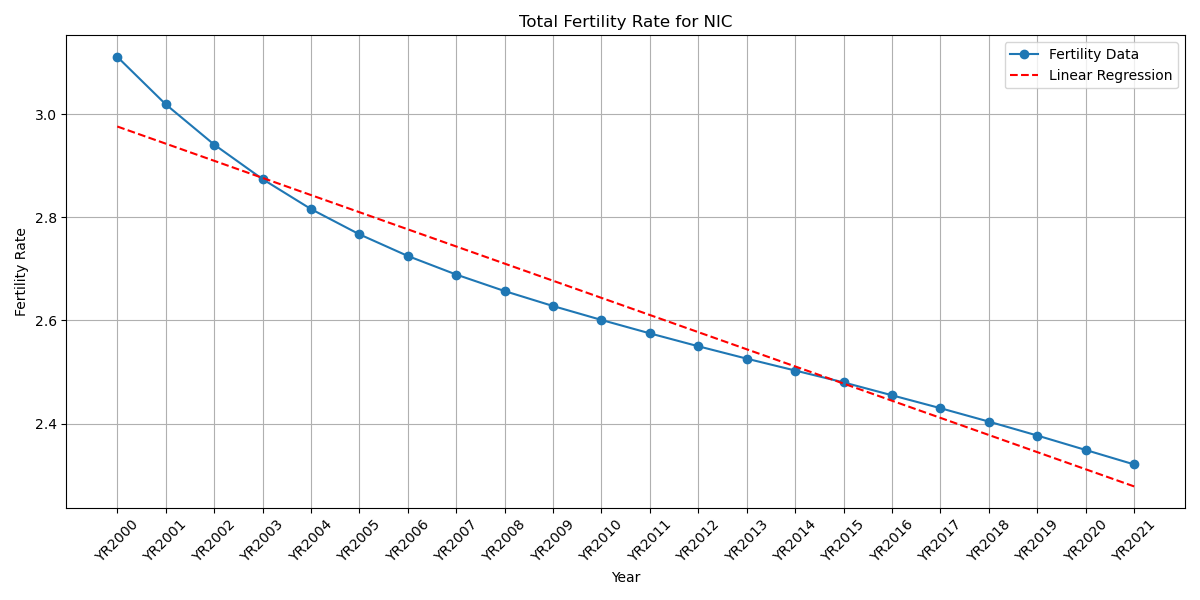 Total Fertility Rate for NIC
Fertility Data
Linear Regression
Fertility Rate
3.0
2.8
2.6
2.4
YR2000
YR2001
YR2002
YR2003
YR2004
YR2005
YR2006
YR2007
YR2008
YR2009
YR2010
YR2011
YR2012
YR2013
YR2014
YR2015
YR2016
YR2017
YR2018
YR2019
YR2020
YR2021
Year